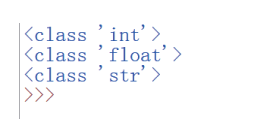 <class 'int'>
<class 'float'>
<class 'str'>
>>>